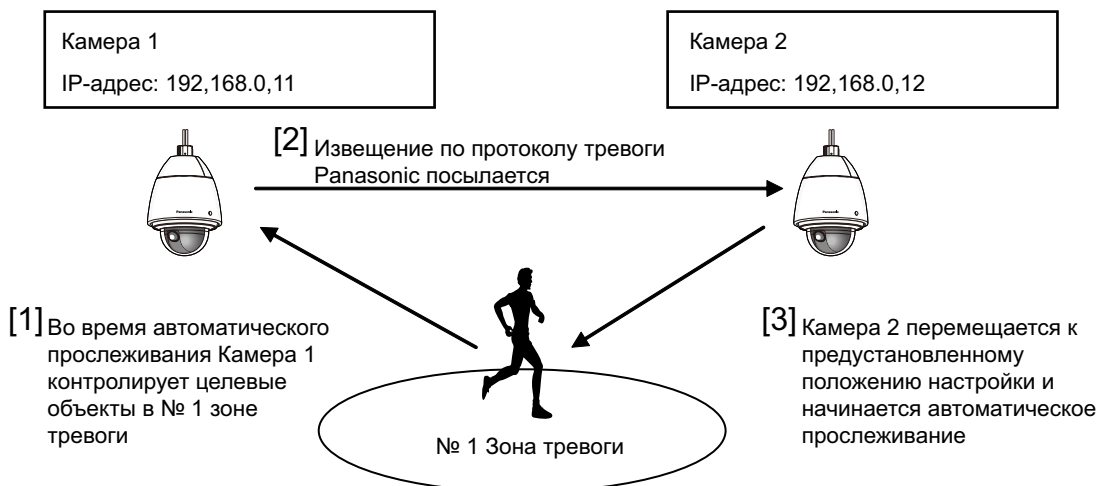 Камера 1
IP-адрес: 192,168.0,11
Камера 2
IP-адрес: 192,168.0,12
[2] Извещение по протоколу тревоги
Panasonic посылается
Panasonic
Panasonic
[1] Во время автоматического
прослеживания Камера 1
контролирует целевые
объекты в № 1 зоне
тревоги
[3] Камера 2 перемещается к
предустановленному
положению настройки и
начинается автоматическое
прослеживание
№ 1 Зона тревоги